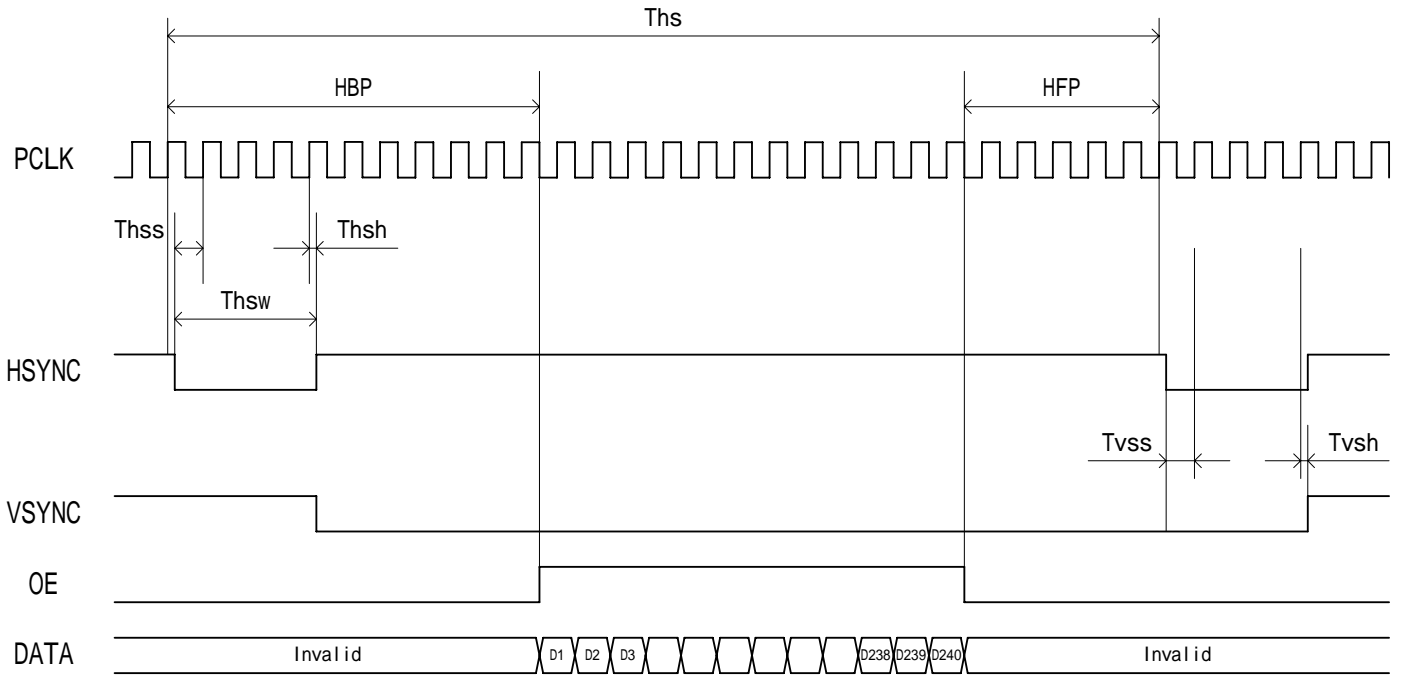 Ths
HBP HFP
PCLK
Thss Thsh
Thsw
HSYNC
Tvss Tvsh
VSYNC
OE
DATA Invalid D1 D2 D3 D238 D239 D240 Invalid